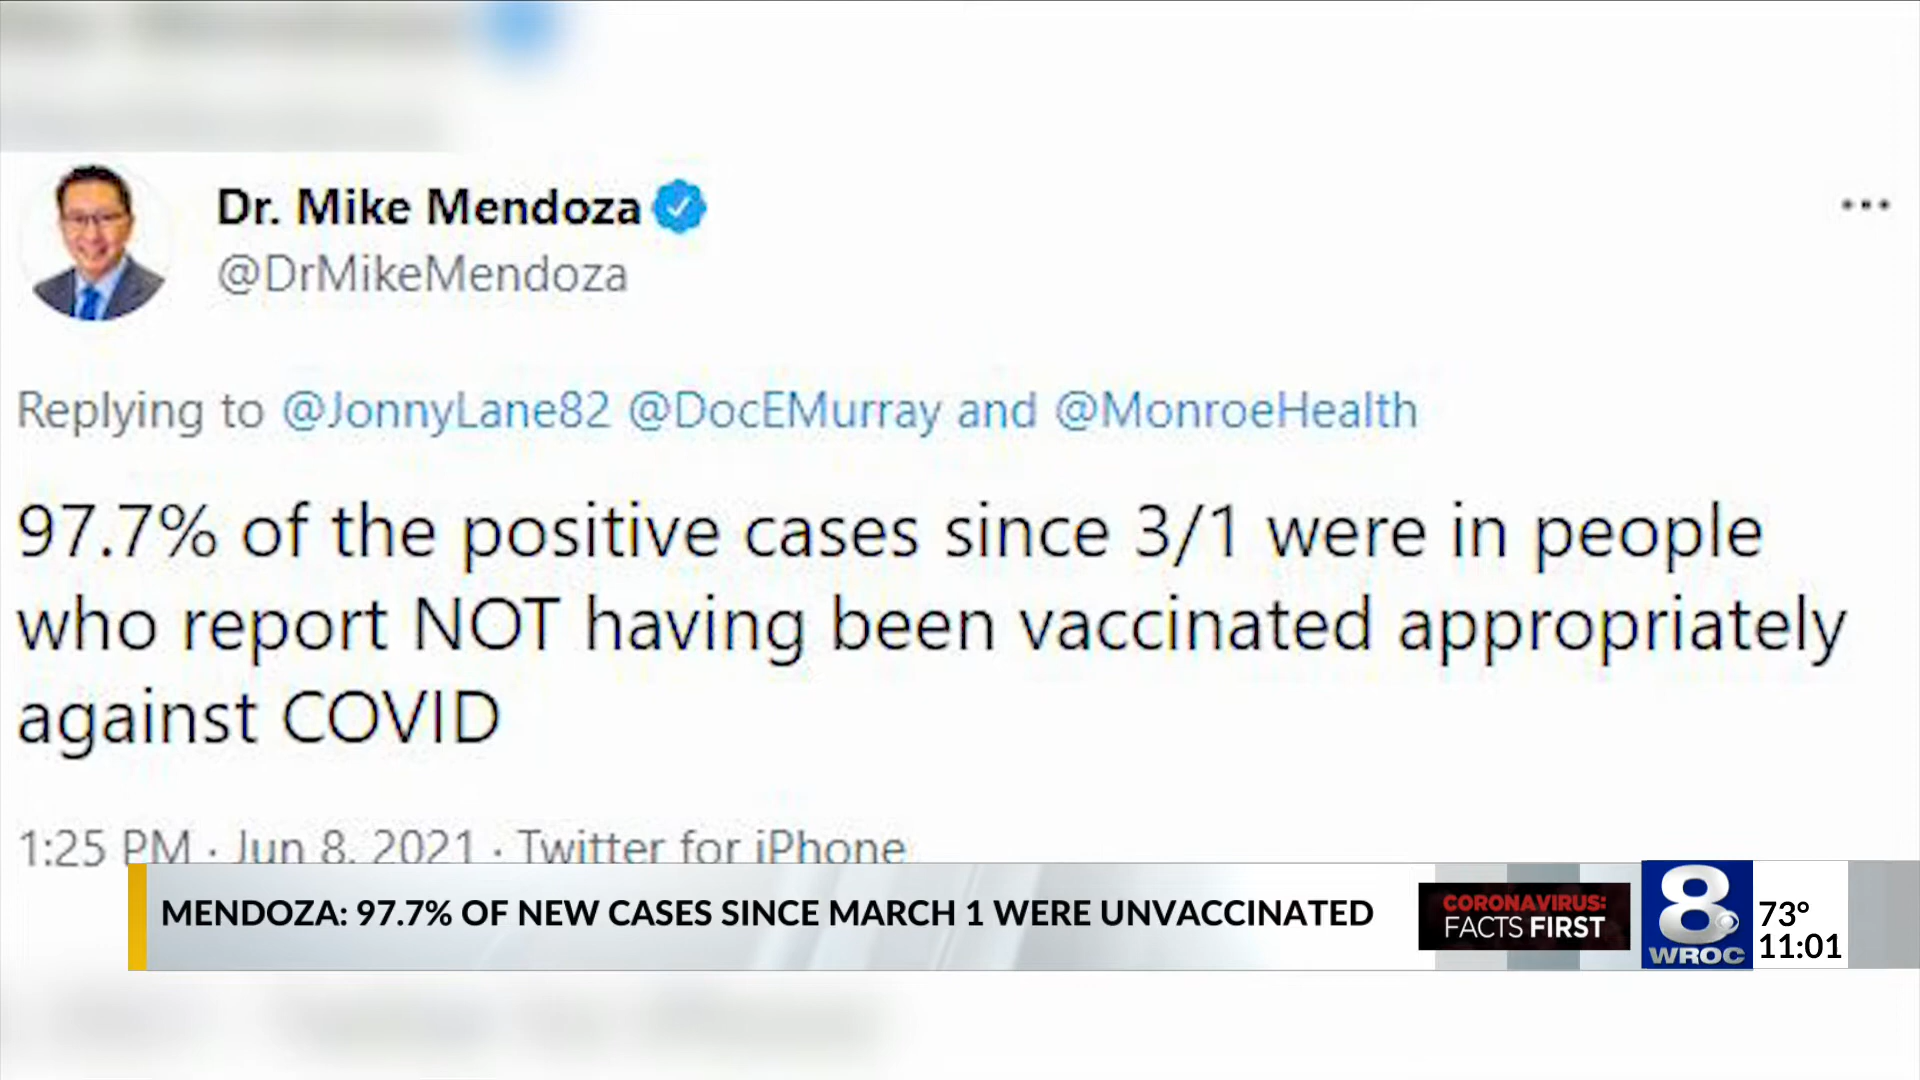 Dr. Mike Mendoza
@DrMikeMendoza
Replying to @JonnyLane82 @DocEMurray and @MonroeHealth
97.7% of the positive cases since 3/1 were in people
who report NOT having been vaccinated appropriately
against COVID
1:25 PM · Jun 8, 2021 · Twitter for iPhone
MENDOZA: 97.7% OF NEW CASES SINCE MARCH 1 WERE UNVACCINATED
CORONAVIRUS:
FACTS FIRST
8
WROC
73°
11:01